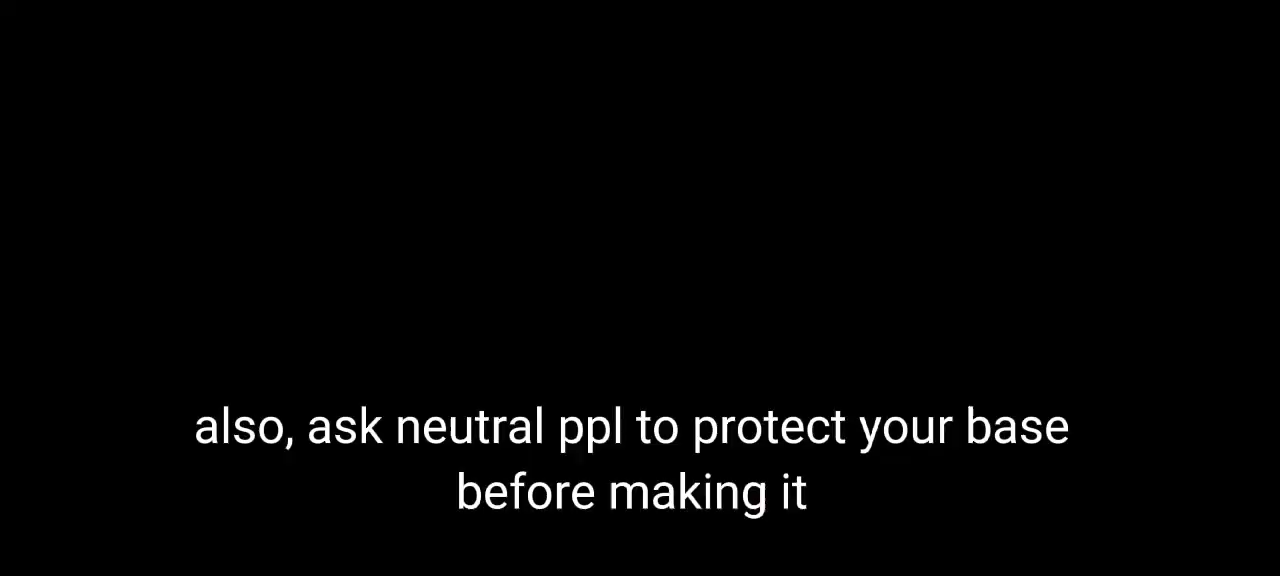 also, ask neutral ppl to protect your base
before making it